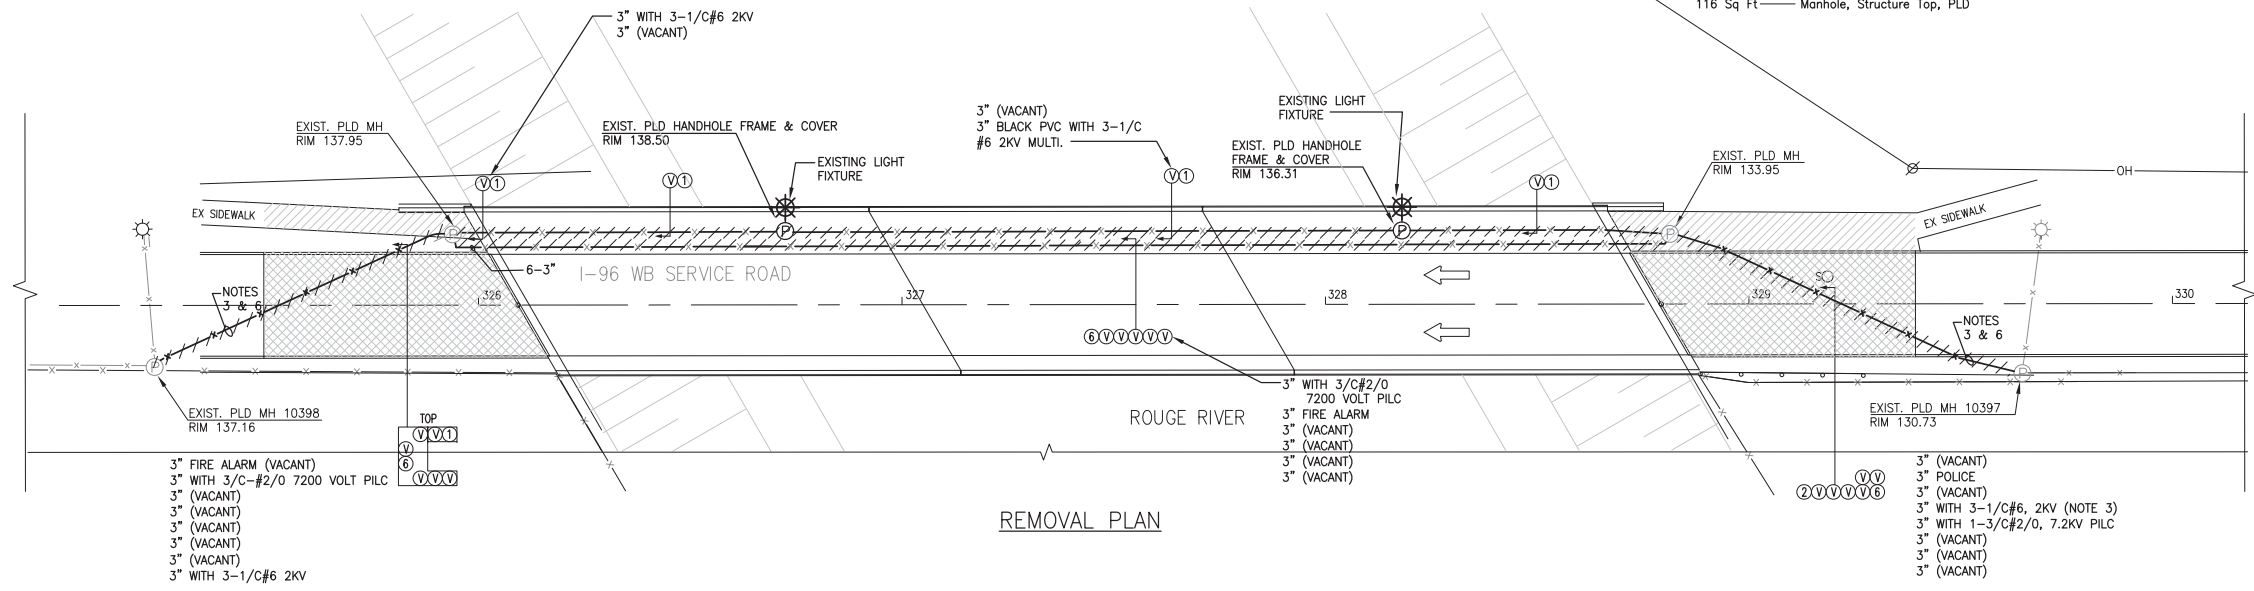 116 Sq Ft Manhole, Structure Top, PLD
3" WITH 3-1/C#6 2KV
3" (VACANT)
EXIST. PLD MH
RIM 137.95
EXIST. PLD HANDHOLE FRAME & COVER
RIM 138.50
EXISTING LIGHT
FIXTURE
3" (VACANT)
3" BLACK PVC WITH 3-1/C
#6 2KV MULTI.
EXISTING LIGHT
FIXTURE
EXIST. PLD HANDHOLE
FRAME & COVER
RIM 136.31
EXIST. PLD MH
RIM 133.95
OH
V 1
V 1
V 1
V 1
EX SIDEWALK
EX SIDEWALK
P
P
P
P
6-3"
I-96 WB SERVICE ROAD
S
NOTES
3 & 6
326
327
328
329
330
NOTES
3 & 6
6 V V V V V
P
P
EXIST. PLD MH 10398
RIM 137.16
TOP
V V 1
V
6
V V V
3" FIRE ALARM (VACANT)
3" WITH 3/C-#2/0 7200 VOLT PILC
3" (VACANT)
3" (VACANT)
3" (VACANT)
3" (VACANT)
3" (VACANT)
3" WITH 3-1/C#6 2KV
ROUGE RIVER
3" WITH 3/C#2/0
7200 VOLT PILC
3" FIRE ALARM
3" (VACANT)
3" (VACANT)
3" (VACANT)
3" (VACANT)
EXIST. PLD MH 10397
RIM 130.73
V V
2 V V V V 6
3" (VACANT)
3" POLICE
3" (VACANT)
3" WITH 3-1/C#6, 2KV (NOTE 3)
3" WITH 1-3/C#2/0, 7.2KV PILC
3" (VACANT)
3" (VACANT)
3" (VACANT)
REMOVAL PLAN